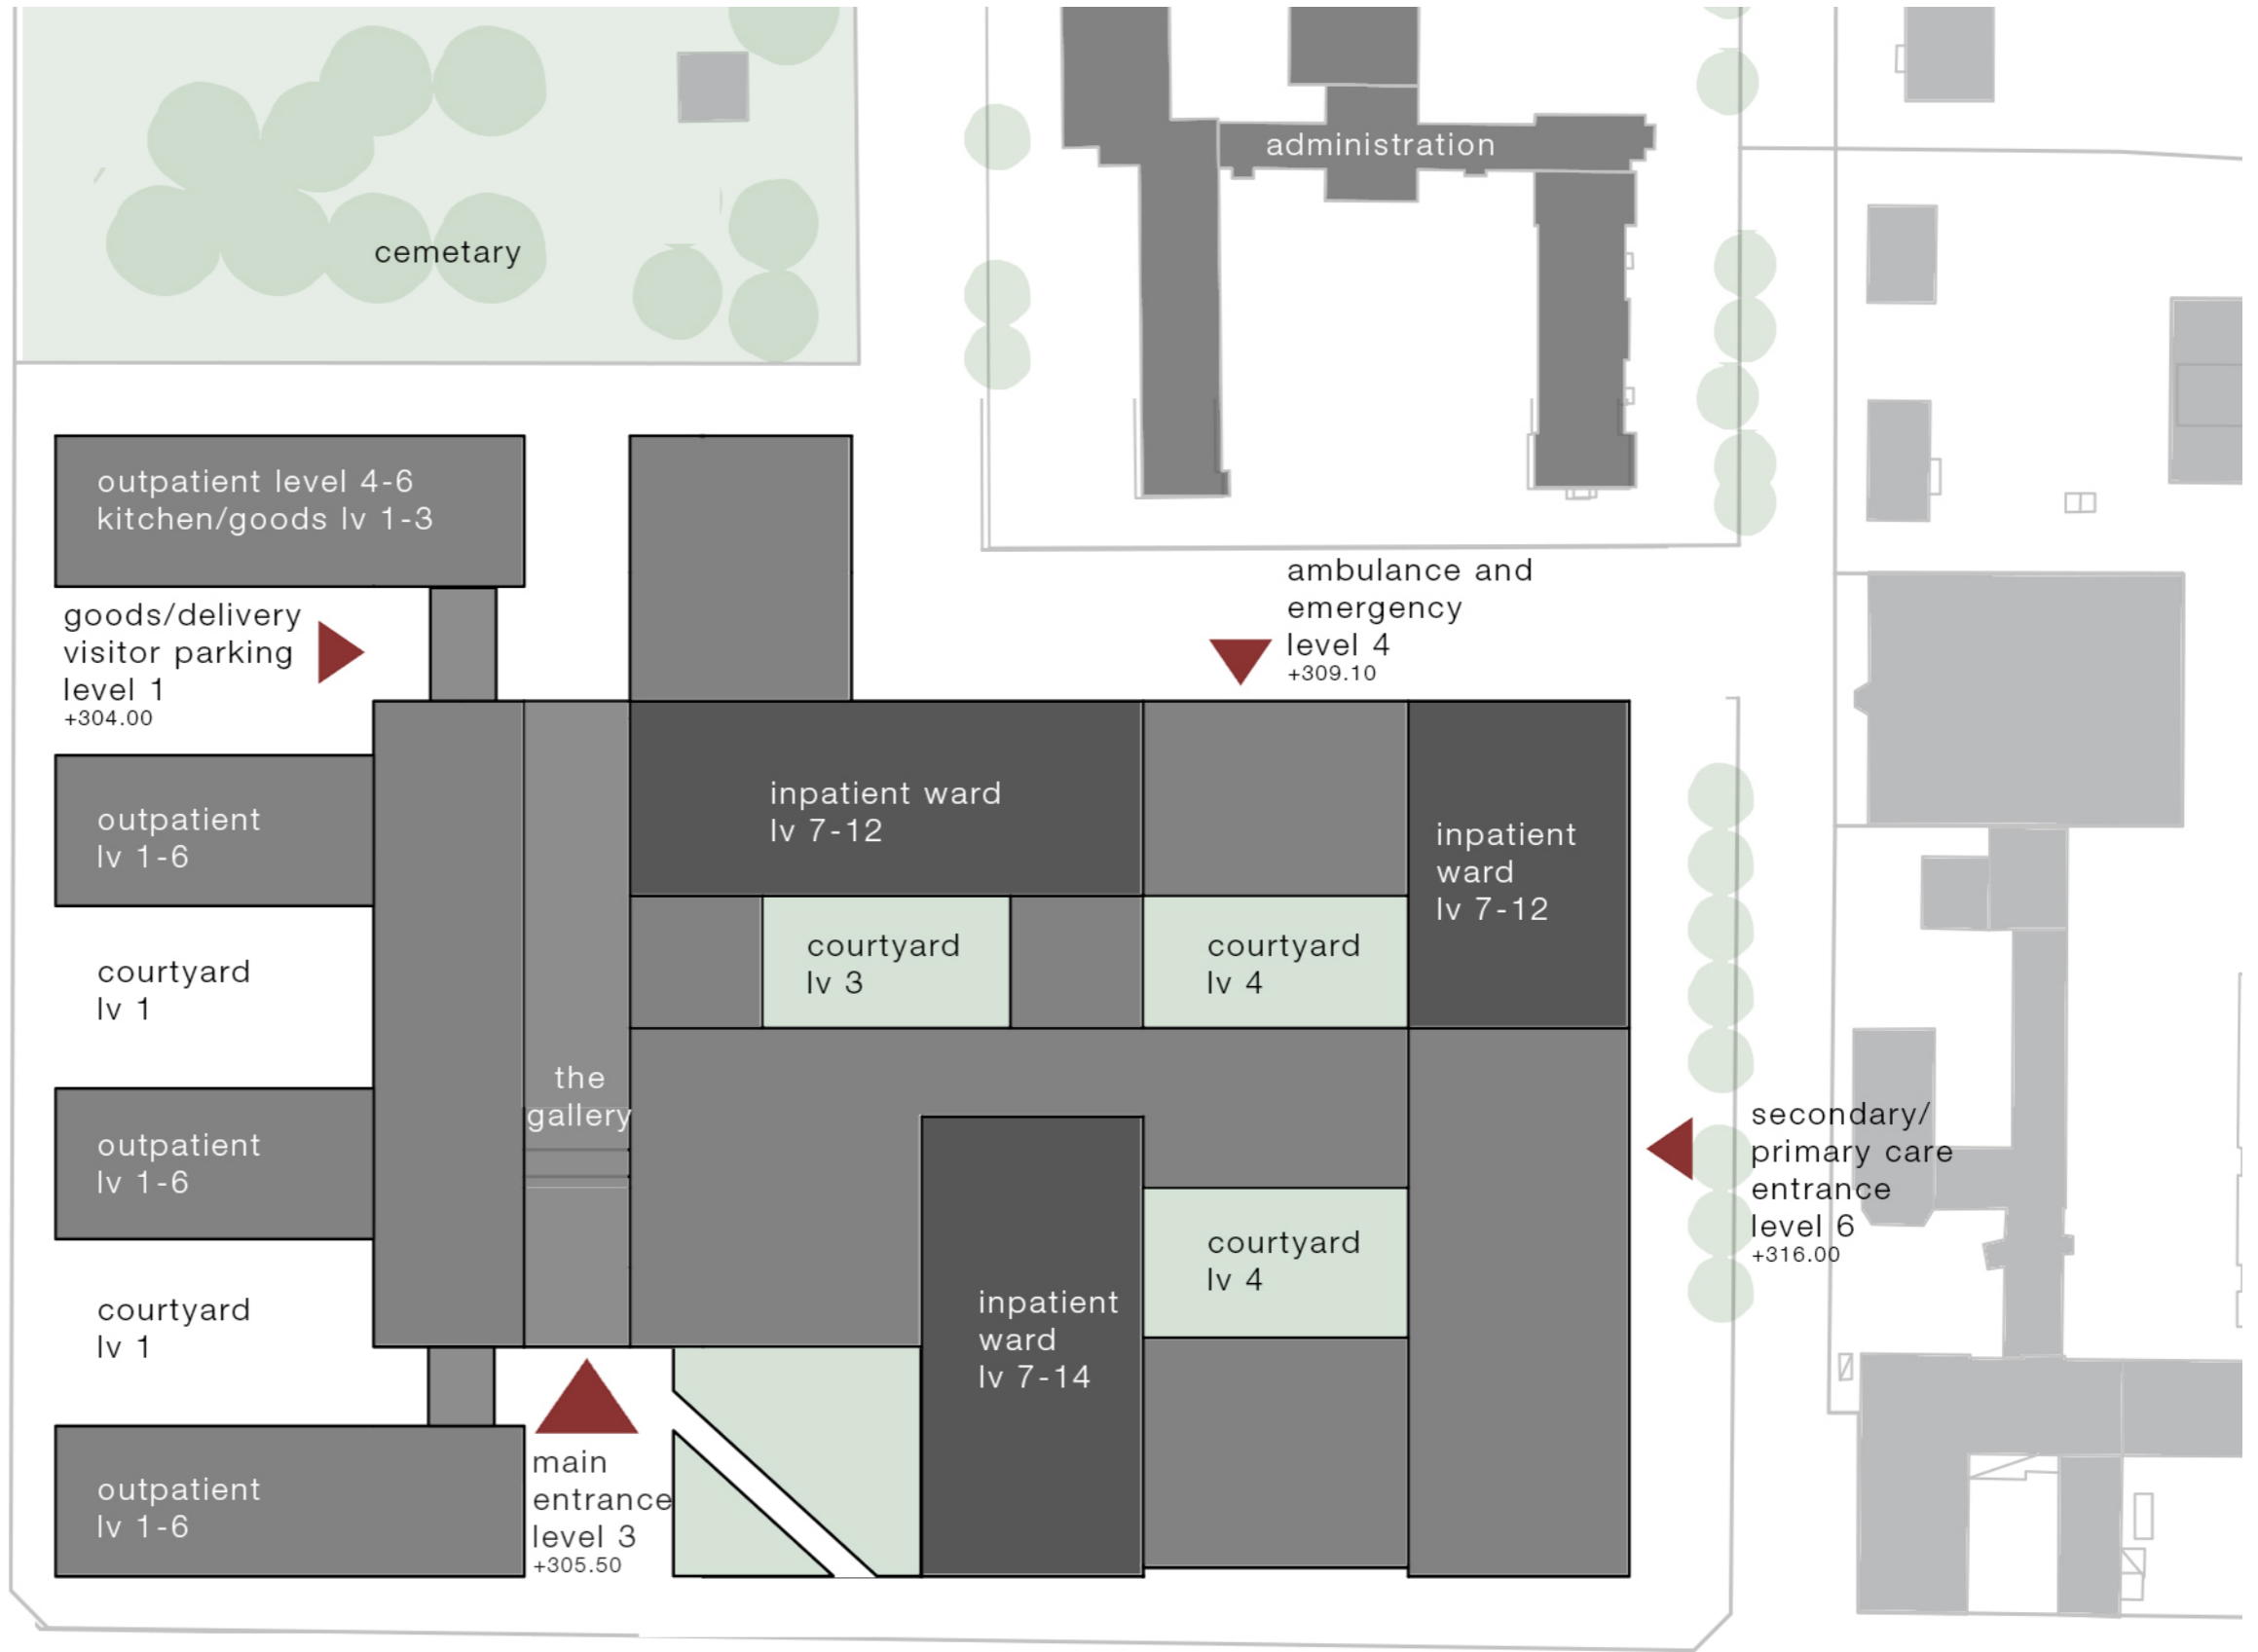 administration
cemetary
outpatient level 4-6
kitchen/goods lv 1-3
goods/delivery
visitor parking
level 1
+304.00
ambulance and
emergency
level 4
+309.10
outpatient
lv 1-6
inpatient ward
lv 7-12
inpatient
ward
lv 7-12
courtyard
lv 1
courtyard
lv 3
courtyard
lv 4
the
gallery
outpatient
lv 1-6
secondary/
primary care
entrance
level 6
+316.00
courtyard
lv 4
courtyard
lv 1
inpatient
ward
lv 7-14
outpatient
lv 1-6
main
entrance
level 3
+305.50